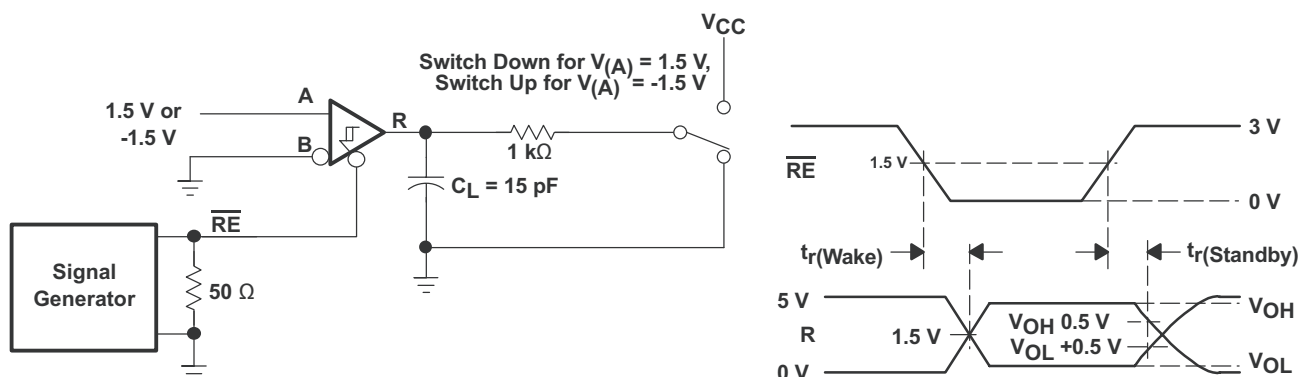 VCC
Switch Down for V(A) = 1.5 V,
Switch Up for V(A) = -1.5 V
A
1.5 V or
-1.5 V
R
B
1 kΩ
CL = 15 pF
RE
Signal
Generator
50 Ω
3 V
1.5 V
RE
0 V
tr(Wake)
tr(Standby)
5 V
VOH
R
1.5 V
VOH 0.5 V
VOL +0.5 V
0 V
VOL